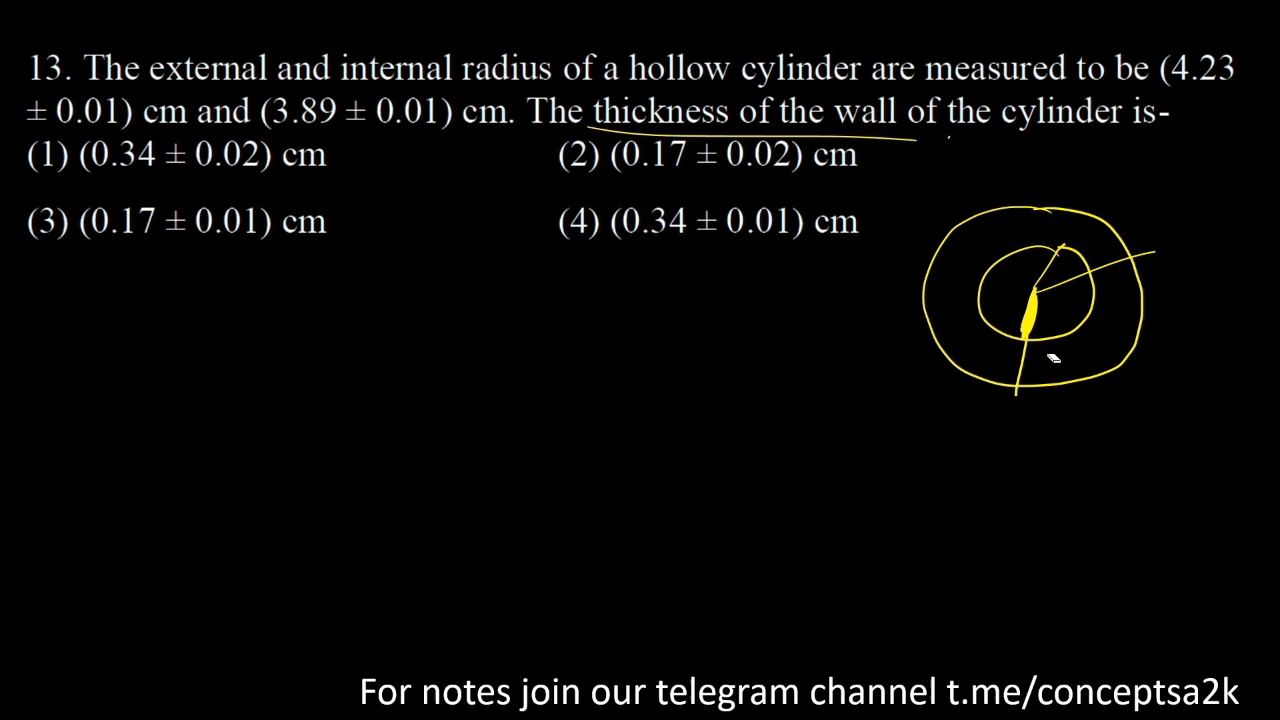 13. The external and internal radius of a hollow cylinder are measured to be (4.23
± 0.01) cm and (3.89 ± 0.01) cm. The thickness of the wall of the cylinder is-
(1) (0.34 ± 0.02) cm (2) (0.17 ± 0.02) cm
(3) (0.17 ± 0.01) cm (4) (0.34 ± 0.01) cm
For notes join our telegram channel t.me/conceptsa2k